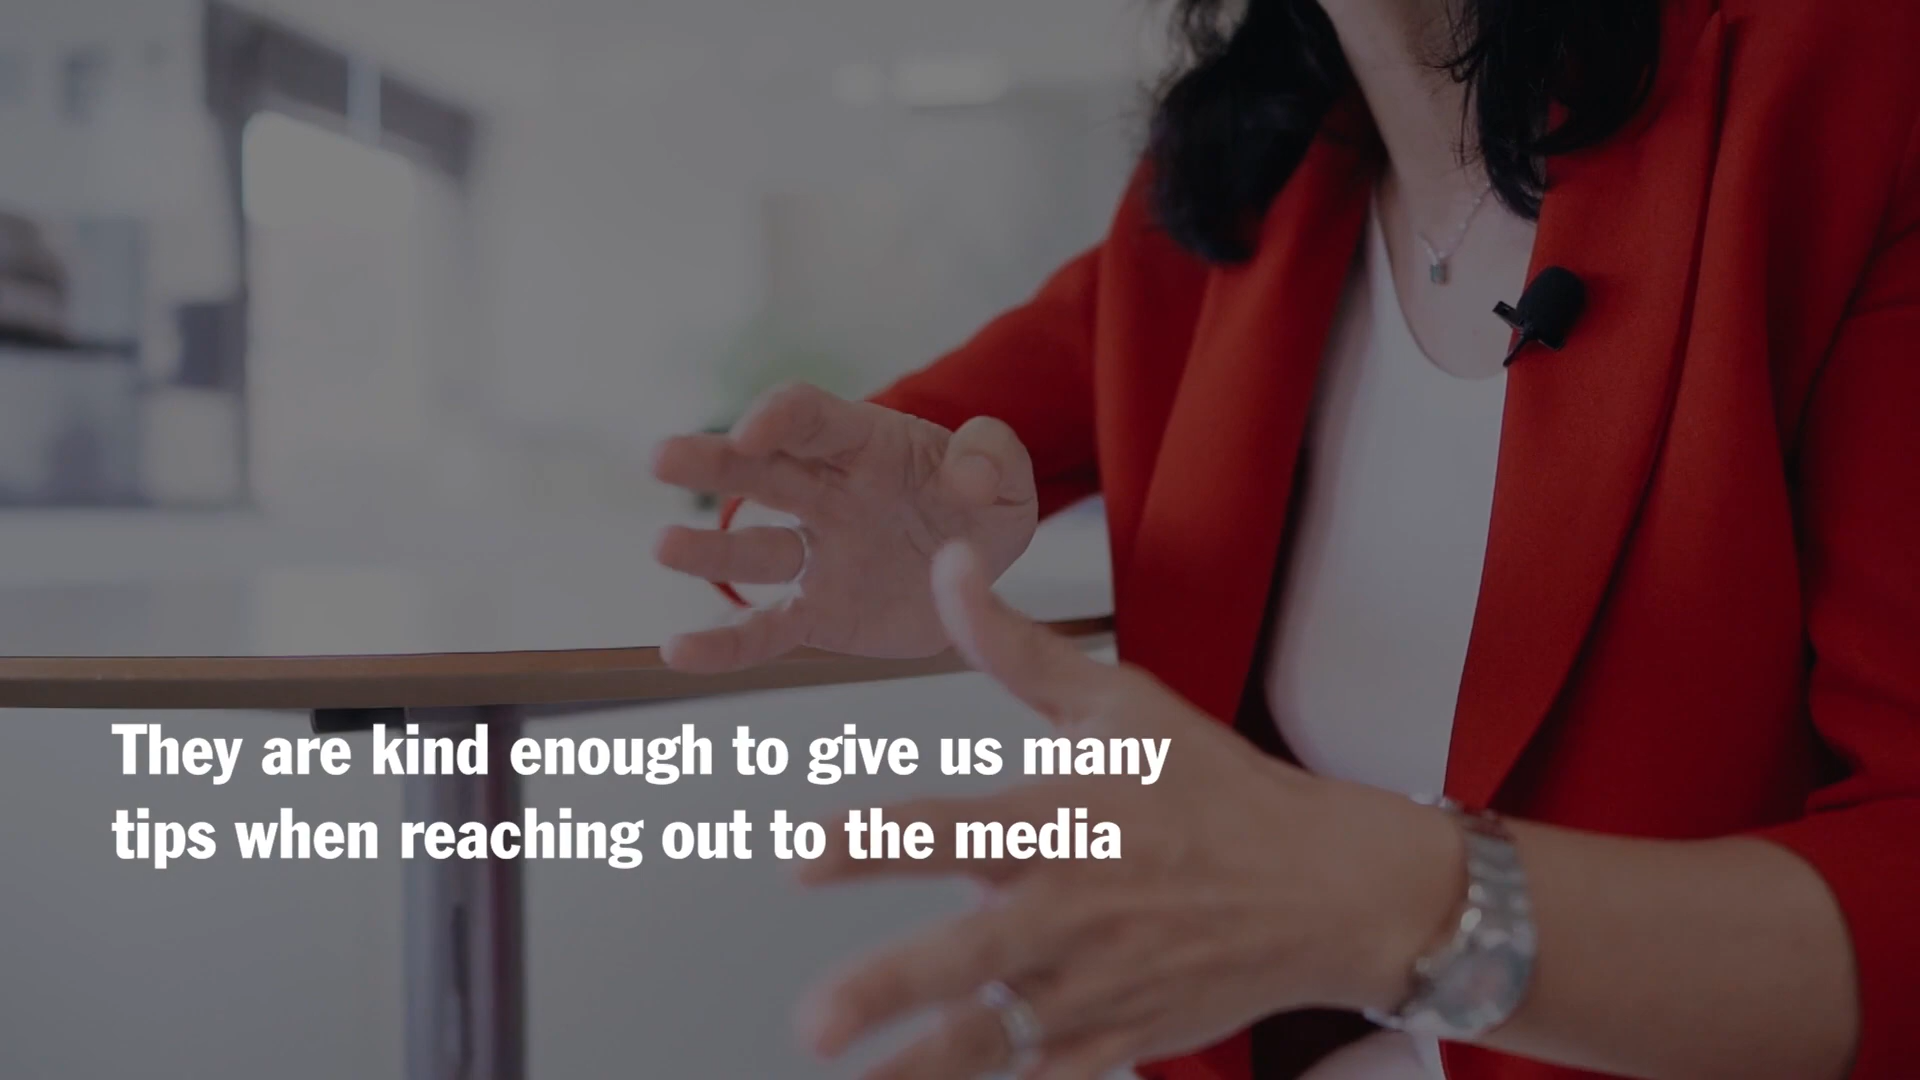 They are kind enough to give us many
tips when reaching out to the media